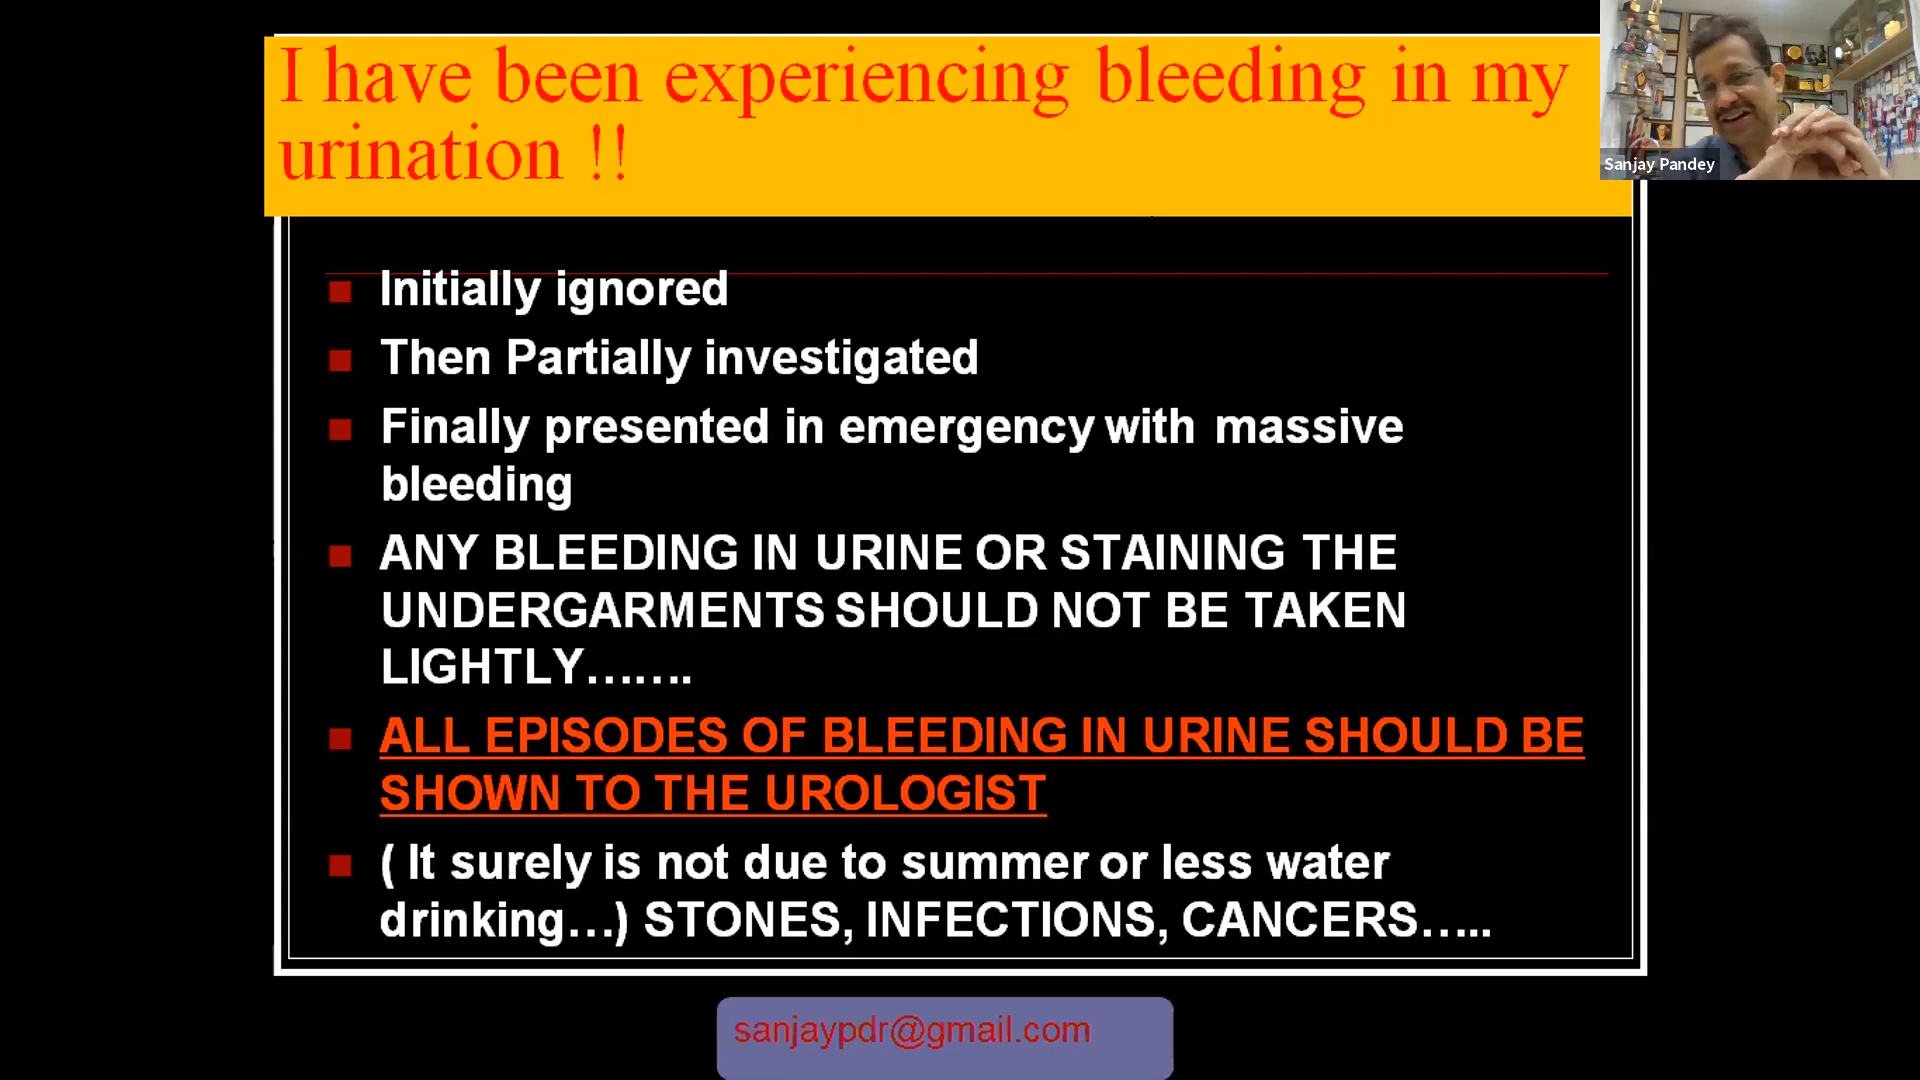 I have been experiencing bleeding in my
urination !!
Sanjay Pandey
Initially ignored
Then Partially investigated
Finally presented in emergency with massive
bleeding
ANY BLEEDING IN URINE OR STAINING THE
UNDERGARMENTS SHOULD NOT BE TAKEN
LIGHTLY…….
ALL EPISODES OF BLEEDING IN URINE SHOULD BE
SHOWN TO THE UROLOGIST
( It surely is not due to summer or less water
drinking…) STONES, INFECTIONS, CANCERS…..
sanjaypdr@gmail.com